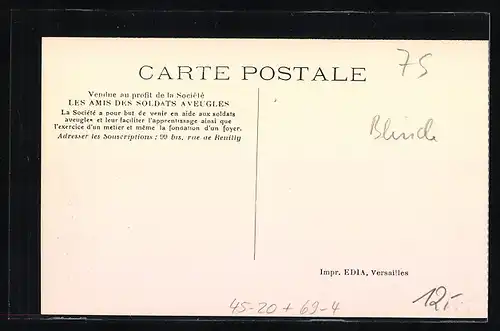 75
CARTE POSTALE
Vendue au profit de la Société
LES AMIS DES SOLDATS AVEUGLES
La Société a pour but de venir en aide aux soldats
aveugles et leur faciliter l'apprentissage ainsi que
l'exercice d'un métier et même la fondation d'un foyer.
Adresser les Souscriptions : 99 bis, rue de Reuilly
Blinde
Impr. EDIA, Versailles
12,-
45-20 + 69-4